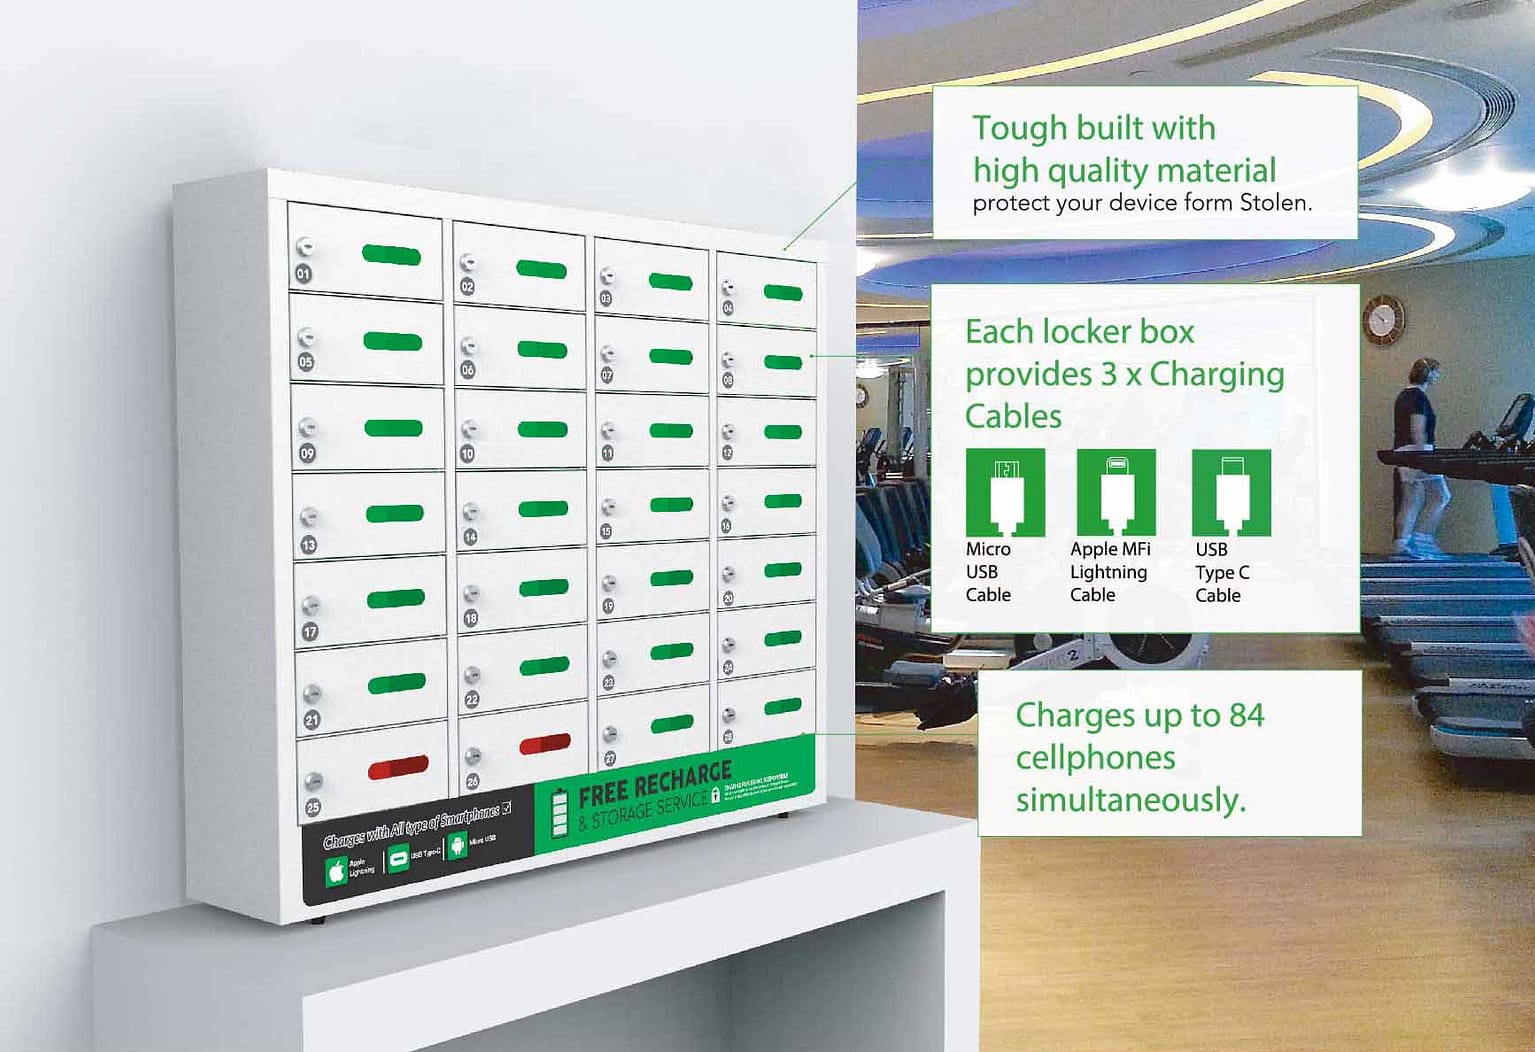 Tough built with
high quality material
protect your device form Stolen.
Each locker box
provides 3 x Charging
Cables
Micro
USB
Cable
Apple MFi
Lightning
Cable
USB
Type C
Cable
Charges up to 84
cellphones
simultaneously.
01
02
03
04
05
06
07
08
09
10
11
12
13
14
15
16
17
18
19
20
21
22
23
24
25
26
27
28
Charges with All type of Smartphones
Apple
Lightning
USB Type-C
Micro USB
FREE RECHARGE
& STORAGE SERVICE
2